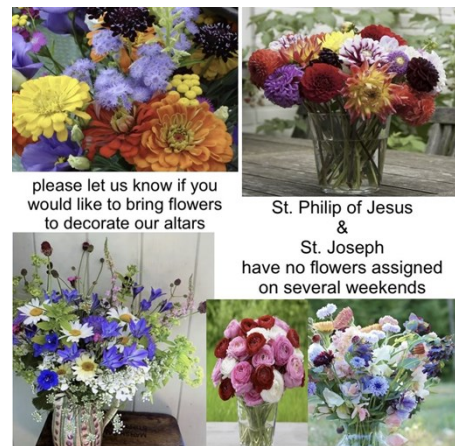 please let us know if you
would like to bring flowers
to decorate our altars
St. Philip of Jesus
&
St. Joseph
have no flowers assigned
on several weekends